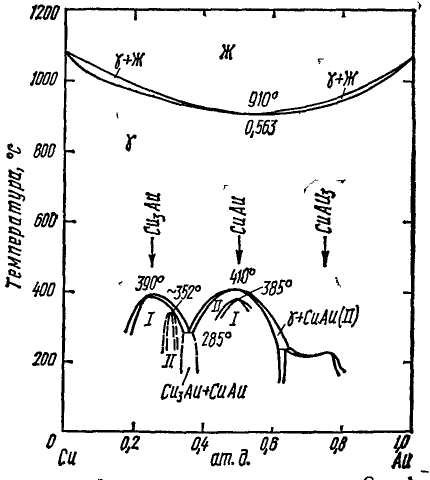 1200
1000
800
600
400
200
0
Температура, °С
γ+Ж
Ж
γ+Ж
910°
0,563
γ
Cu₃Au
CuAu
CuAu₃
390°
~352°
410°
385°
I
II
II
I
285°
γ+CuAu(II)
Cu₃Au+CuAu
0,2
0,4
0,6
0,8
1,0
Cu
ат. д.
Au